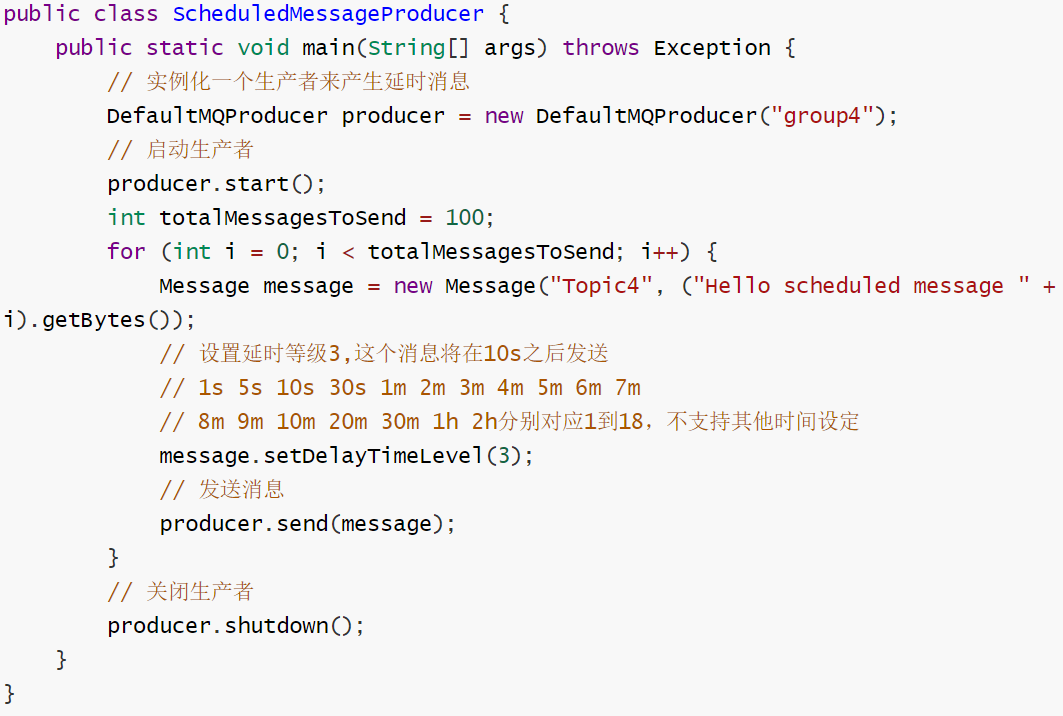 public class ScheduledMessageProducer {
    public static void main(String[] args) throws Exception {
        // 实例化一个生产者来产生延时消息
        DefaultMQProducer producer = new DefaultMQProducer("group4");
        // 启动生产者
        producer.start();
        int totalMessagesToSend = 100;
        for (int i = 0; i < totalMessagesToSend; i++) {
            Message message = new Message("Topic4", ("Hello scheduled message " +
i).getBytes());
            // 设置延时等级3,这个消息将在10s之后发送
            // 1s 5s 10s 30s 1m 2m 3m 4m 5m 6m 7m
            // 8m 9m 10m 20m 30m 1h 2h分别对应1到18，不支持其他时间设定
            message.setDelayTimeLevel(3);
            // 发送消息
            producer.send(message);
        }
        // 关闭生产者
        producer.shutdown();
    }
}